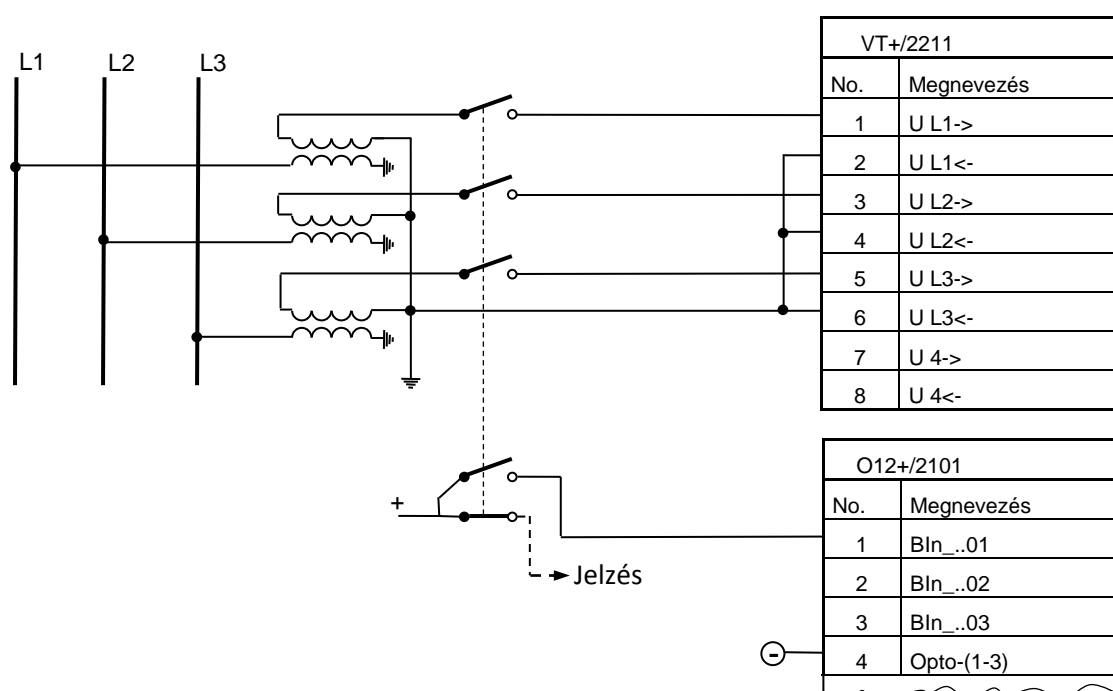 L1 L2 L3
VT+/2211
No. Megnevezés
1 U L1->
2 U L1<-
3 U L2->
4 U L2<-
5 U L3->
6 U L3<-
7 U 4->
8 U 4<-
O12+/2101
No. Megnevezés
1 BIn_..01
2 BIn_..02
3 BIn_..03
4 Opto-(1-3)
+
Jelzés
-